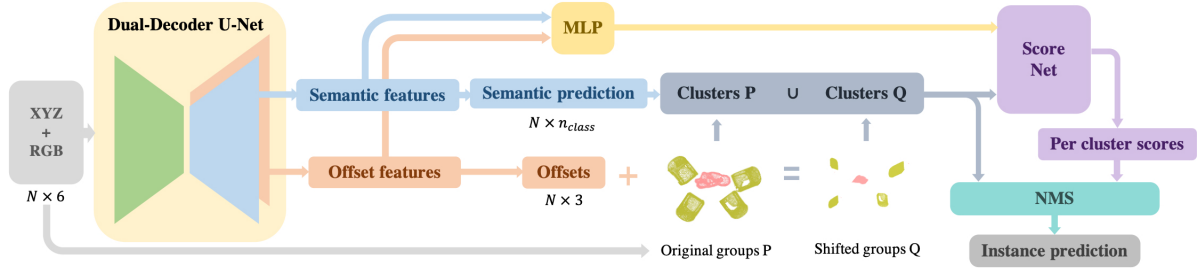 Dual-Decoder U-Net
MLP
Score
Net
XYZ
+
RGB
N × 6
Semantic features
Semantic prediction
N × n_class
Clusters P ∪ Clusters Q
Per cluster scores
Offset features
Offsets
N × 3
+
=
NMS
Original groups P
Shifted groups Q
Instance prediction